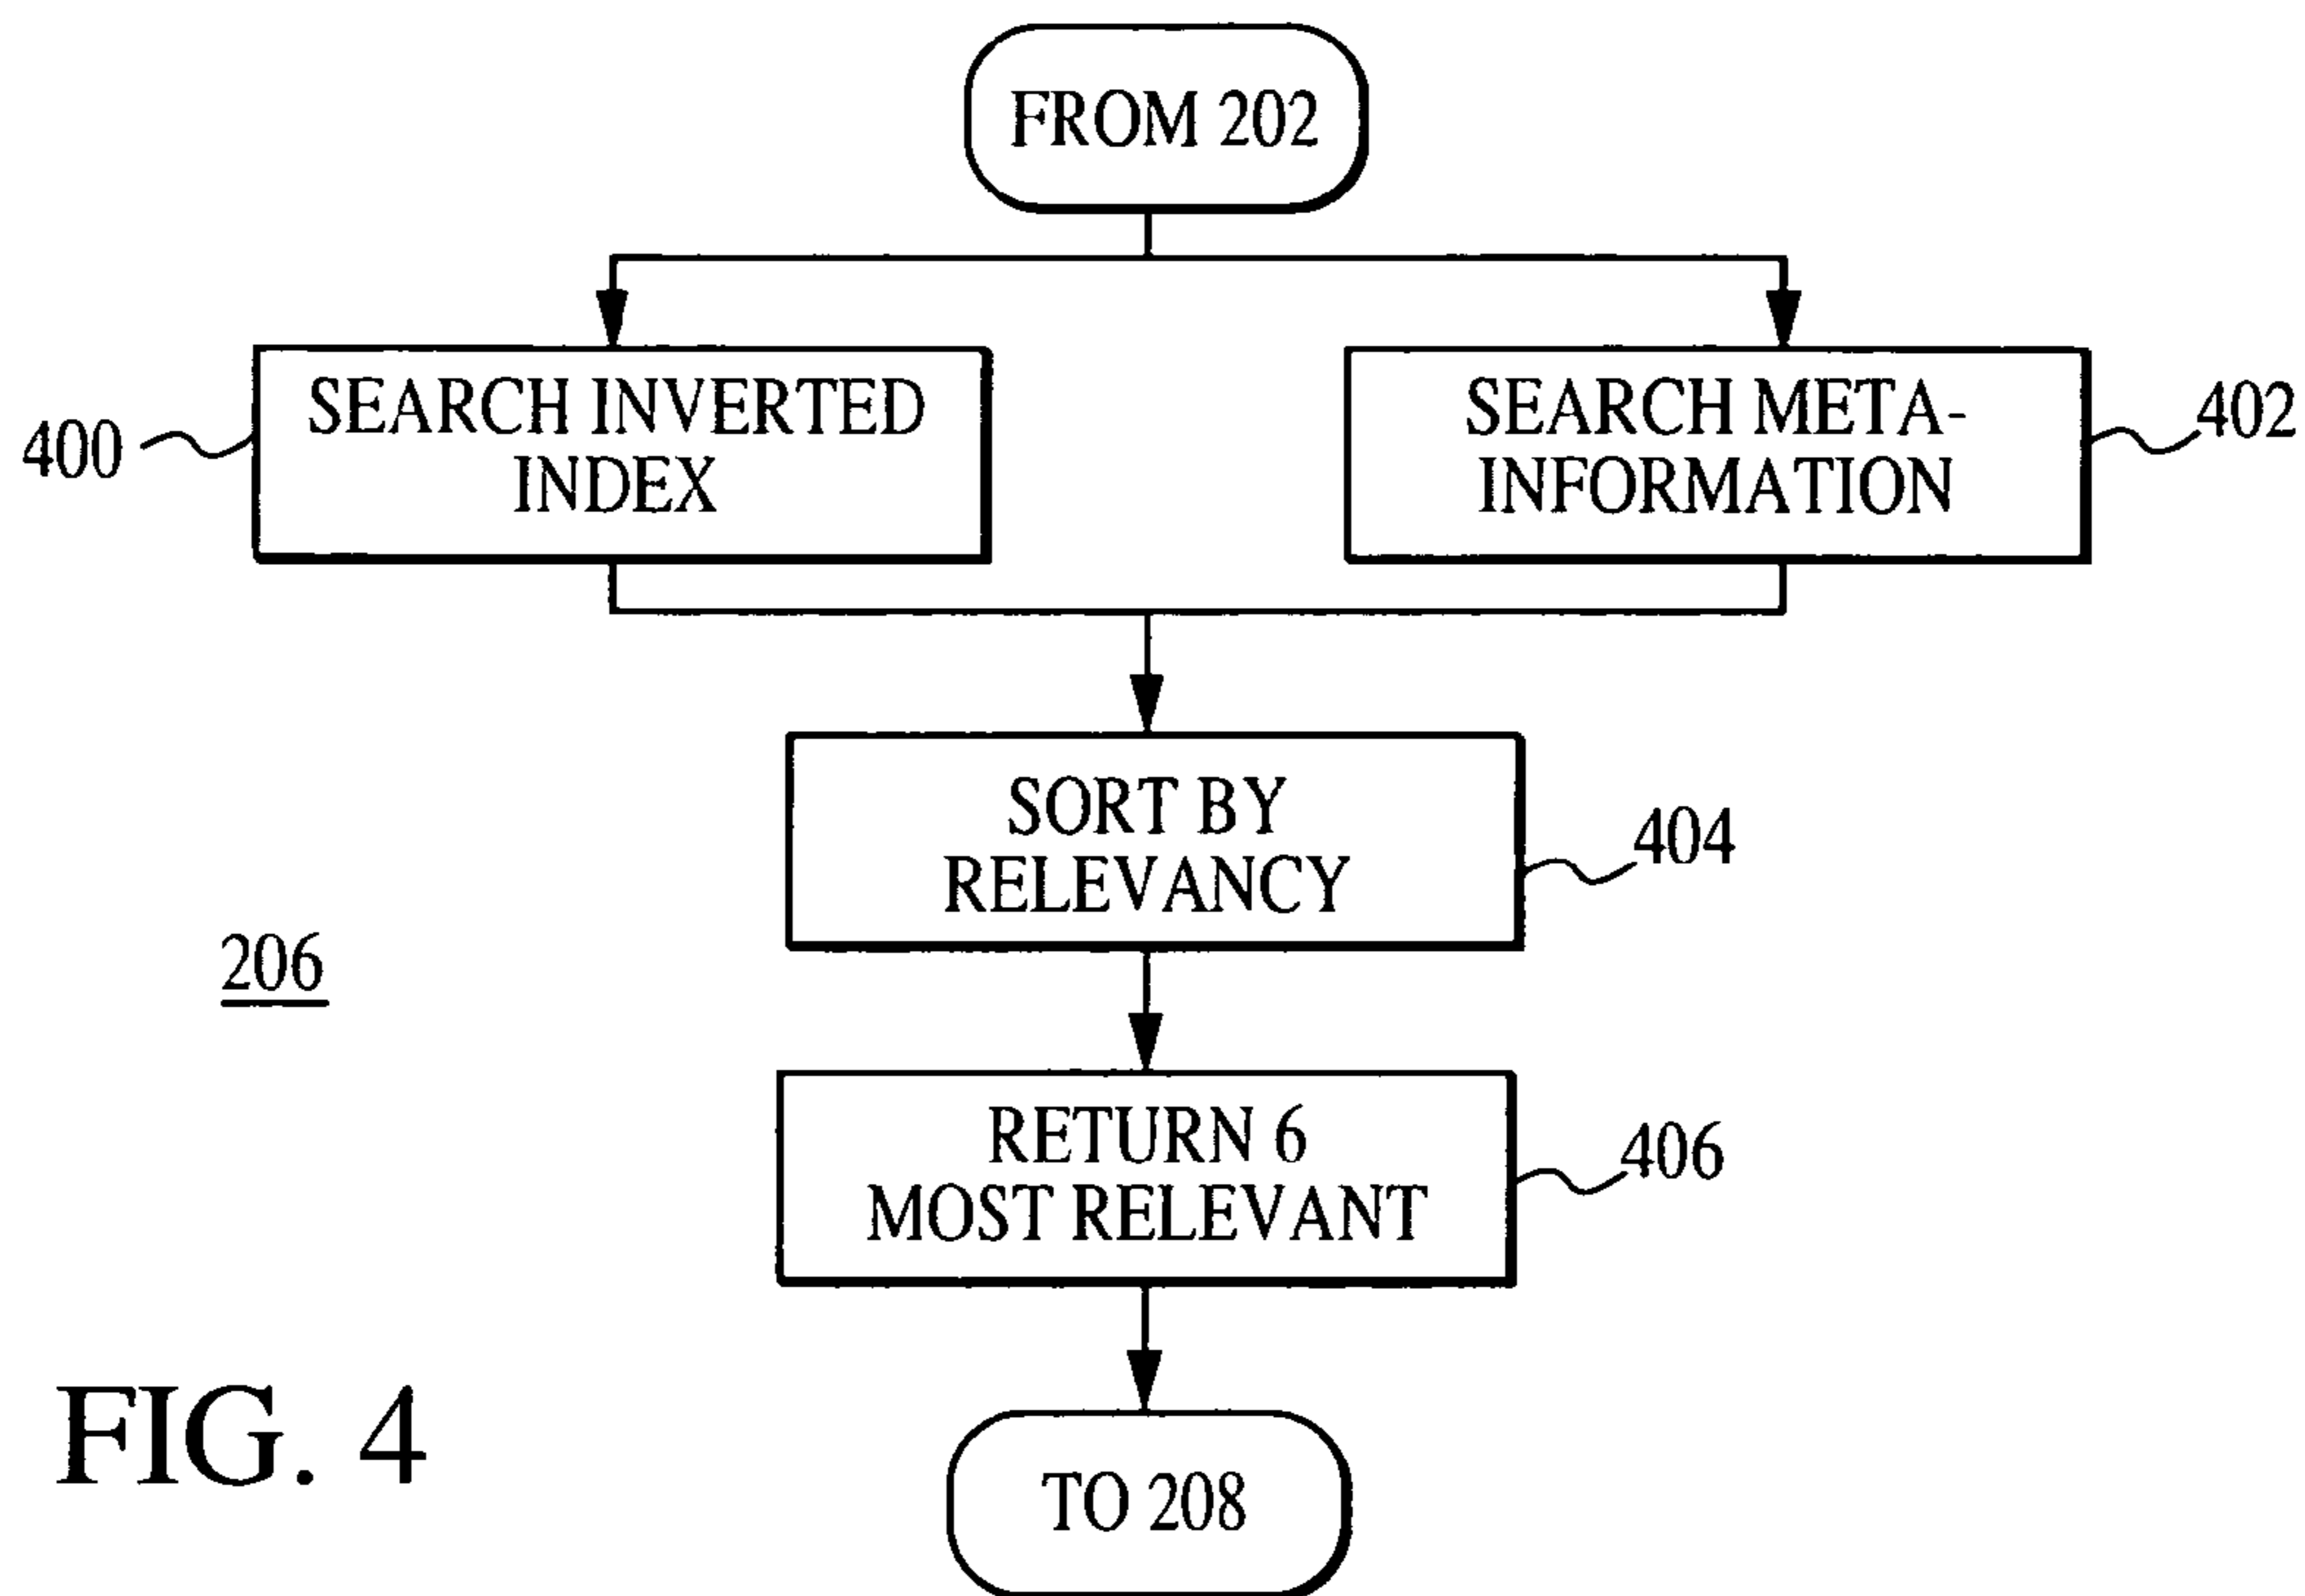 FROM 202
400
SEARCH INVERTED
INDEX
SEARCH META-
INFORMATION
402
SORT BY
RELEVANCY
404
206
RETURN 6
MOST RELEVANT
406
FIG. 4
TO 208